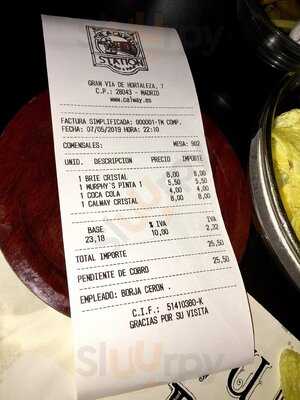 STATION
GRAN VIA DE HORTALEZA, 7
C.P.: 28043 - MADRID
www.calway.es
FACTURA SIMPLIFICADA: 000001-TM COMP.
FECHA: 07/05/2019 HORA: 22:10
COMENSALES: MESA: 902
UNID. DESCRIPCION PRECIO IMPORTE
1 BRIE CRISTAL 8,00 8,00
1 MURPHY'S PINTA 1 5,50 5,50
1 COCA COLA 4,00 4,00
1 CALWAY CRISTAL 8,00 8,00
BASE % IVA IVA
23,18 10,00 2,32
TOTAL IMPORTE 25,50
PENDIENTE DE COBRO 25,50
EMPLEADO: BORJA CERON .
C.I.F.: 51410380-K
GRACIAS POR SU VISITA
sluurpy